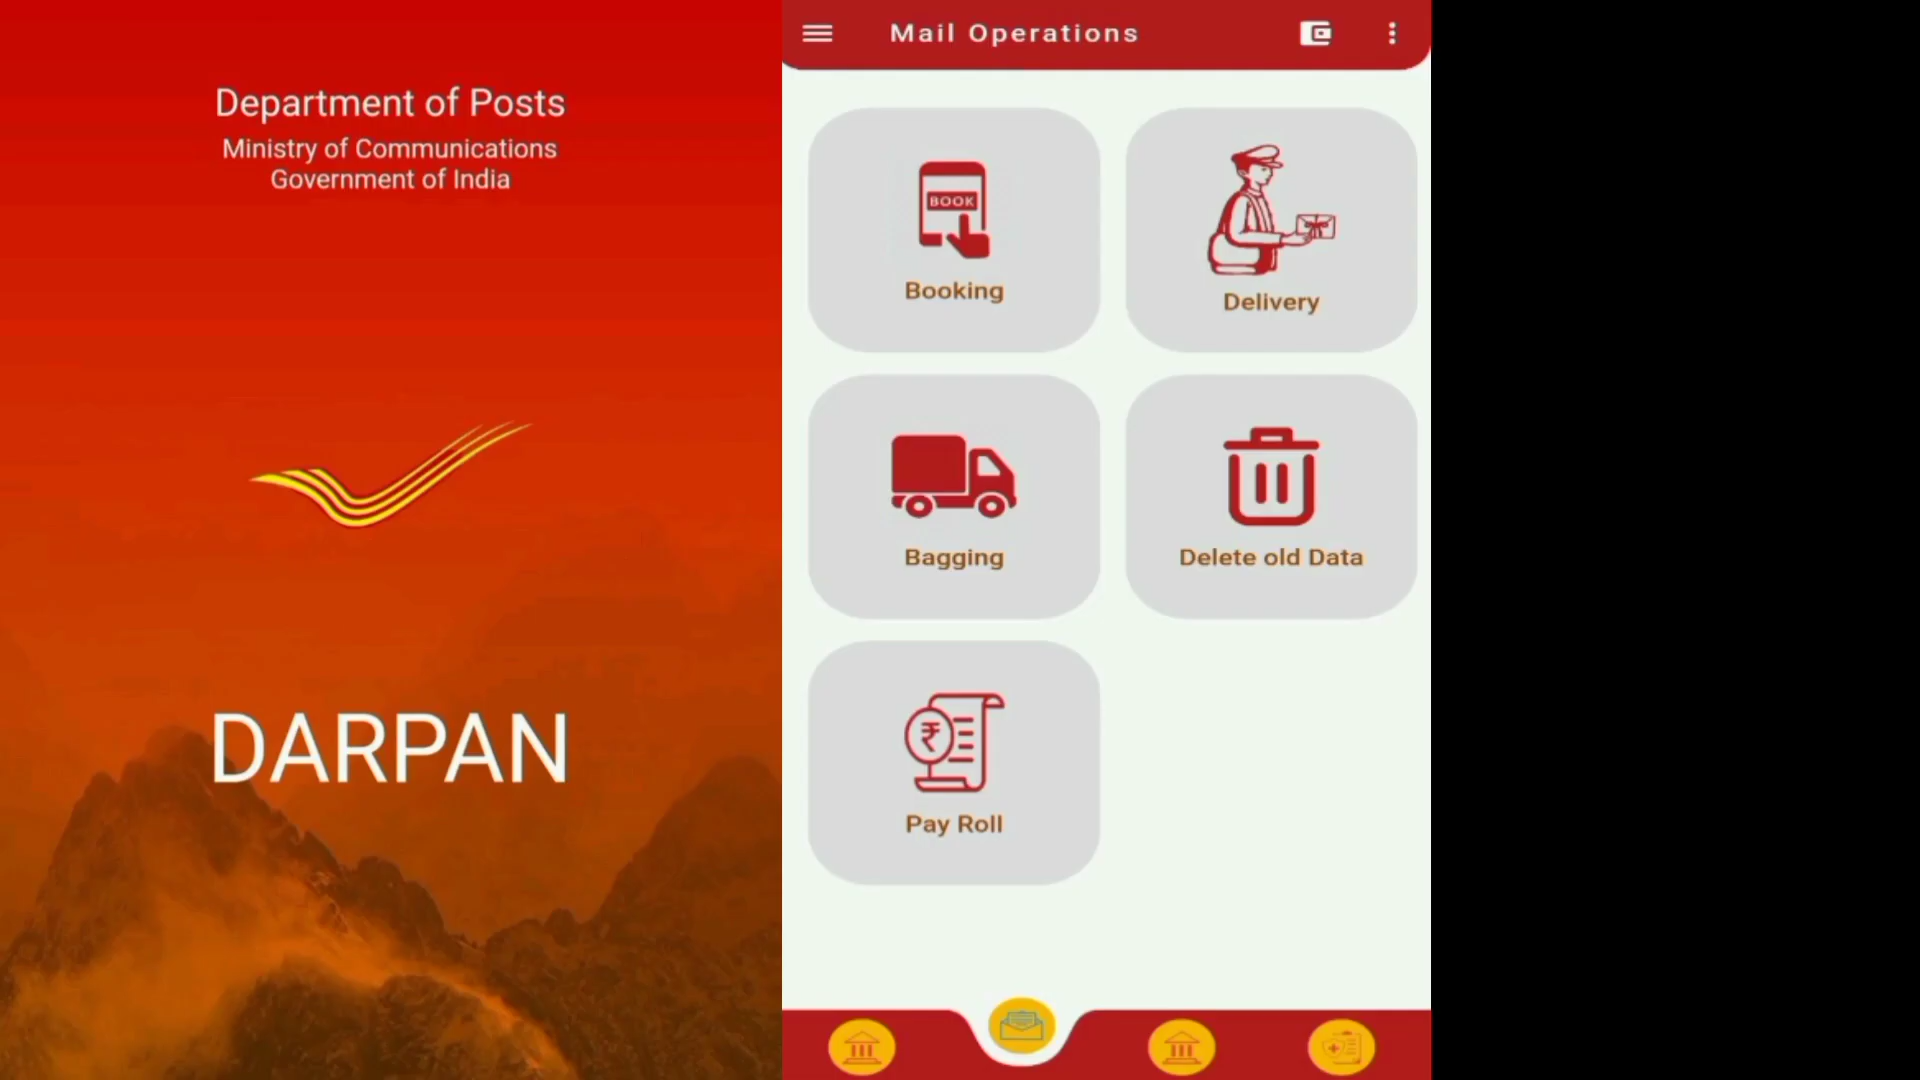 Department of Posts
Ministry of Communications
Government of India
DARPAN
Mail Operations
BOOK
Booking
Delivery
Bagging
Delete old Data
₹
Pay Roll